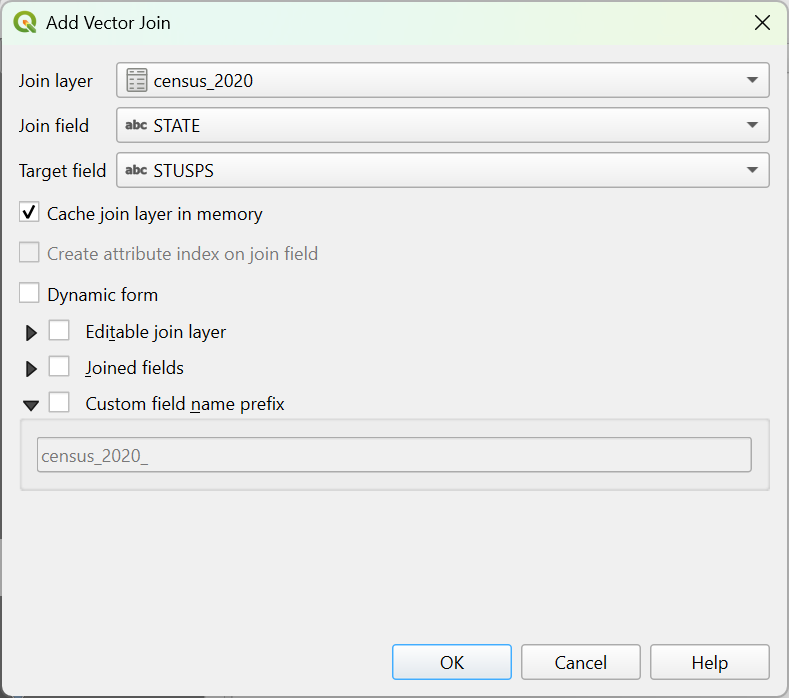 Add Vector Join
Join layer census_2020
Join field abc STATE
Target field abc STUSPS
Cache join layer in memory
Create attribute index on join field
Dynamic form
Editable join layer
Joined fields
Custom field name prefix
census_2020_
OK Cancel Help